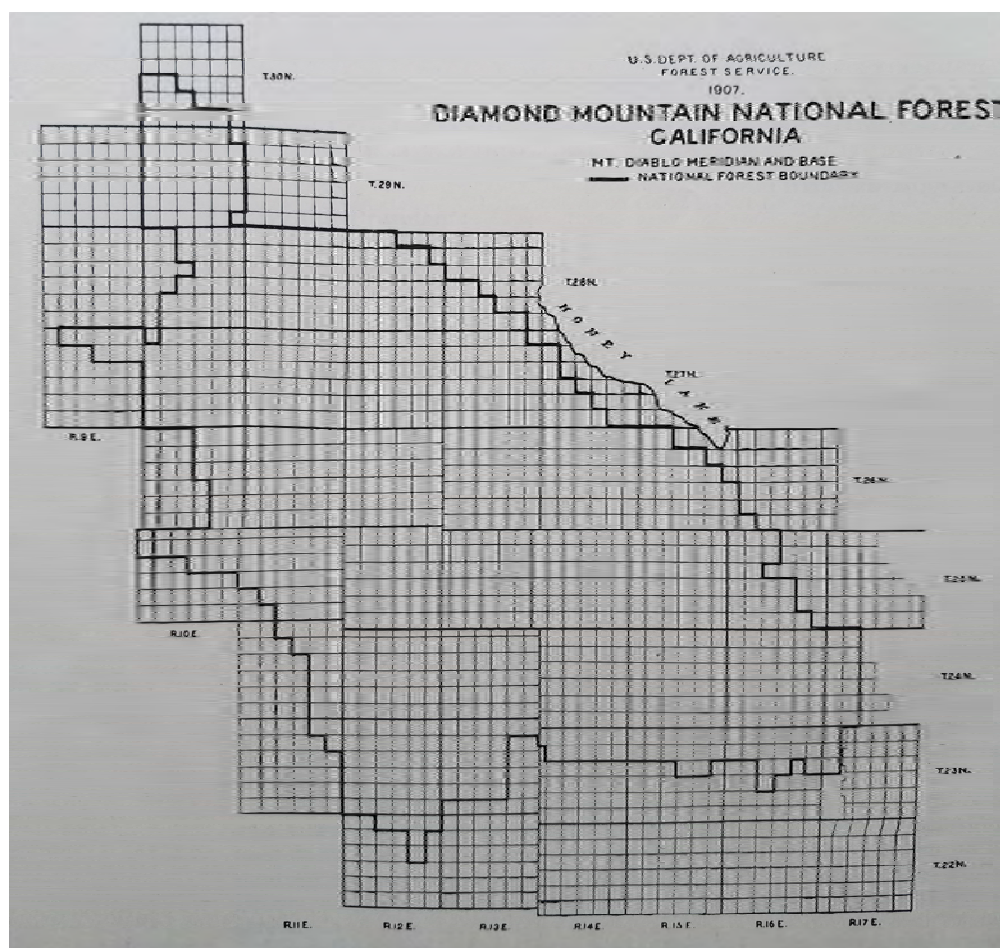 U.S. DEPT. OF AGRICULTURE
FOREST SERVICE.
1907.
DIAMOND MOUNTAIN NATIONAL FOREST
CALIFORNIA
MT. DIABLO MERIDIAN AND BASE
NATIONAL FOREST BOUNDARY
T.30N.
T.29N.
T.28N.
HONEY LAKE
T.27N.
R.9E.
T.26N.
T.25N.
R.10E.
T.24N.
T.23N.
T.22N.
R.11E. R.12E. R.13E. R.14E. R.15E. R.16E. R.17E.